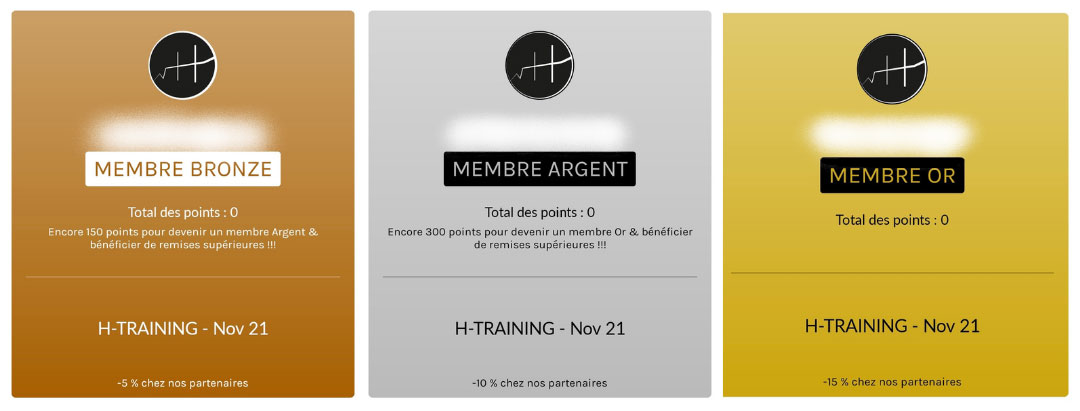 MEMBRE BRONZE
Total des points : 0
Encore 150 points pour devenir un membre Argent &
bénéficier de remises supérieures !!!
H-TRAINING - Nov 21
-5 % chez nos partenaires
MEMBRE ARGENT
Total des points : 0
Encore 300 points pour devenir un membre Or & bénéficier
de remises supérieures !!!
H-TRAINING - Nov 21
-10 % chez nos partenaires
MEMBRE OR
Total des points : 0
H-TRAINING - Nov 21
-15 % chez nos partenaires